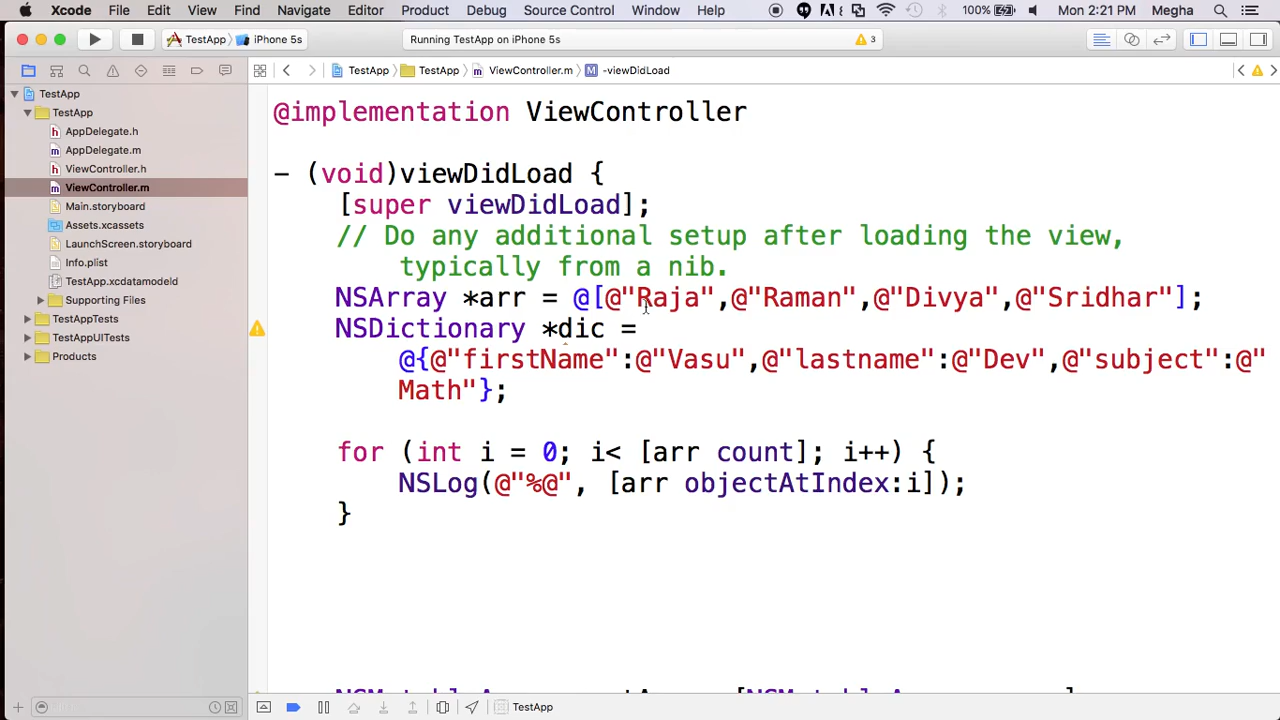 Xcode File Edit View Find Navigate Editor Product Debug Source Control Window 8 100% Mon 2:21 PM Megha
TestApp iPhone 5s Running TestApp on iPhone 5s 3
TestApp TestApp ViewController.m M -viewDidLoad
TestApp
TestApp
h AppDelegate.h
m AppDelegate.m
h ViewController.h
m ViewController.m
Main.storyboard
Assets.xcassets
LaunchScreen.storyboard
Info.plist
TestApp.xcdatamodeld
Supporting Files
TestAppTests
TestAppUITests
Products
@implementation ViewController
- (void)viewDidLoad {
[super viewDidLoad];
// Do any additional setup after loading the view,
typically from a nib.
NSArray *arr = @[@"Raja",@"Raman",@"Divya",@"Sridhar"];
NSDictionary *dic =
@{@"firstName":@"Vasu",@"lastname":@"Dev",@"subject":@"
Math"};
for (int i = 0; i< [arr count]; i++) {
NSLog(@"%@", [arr objectAtIndex:i]);
}
TestApp